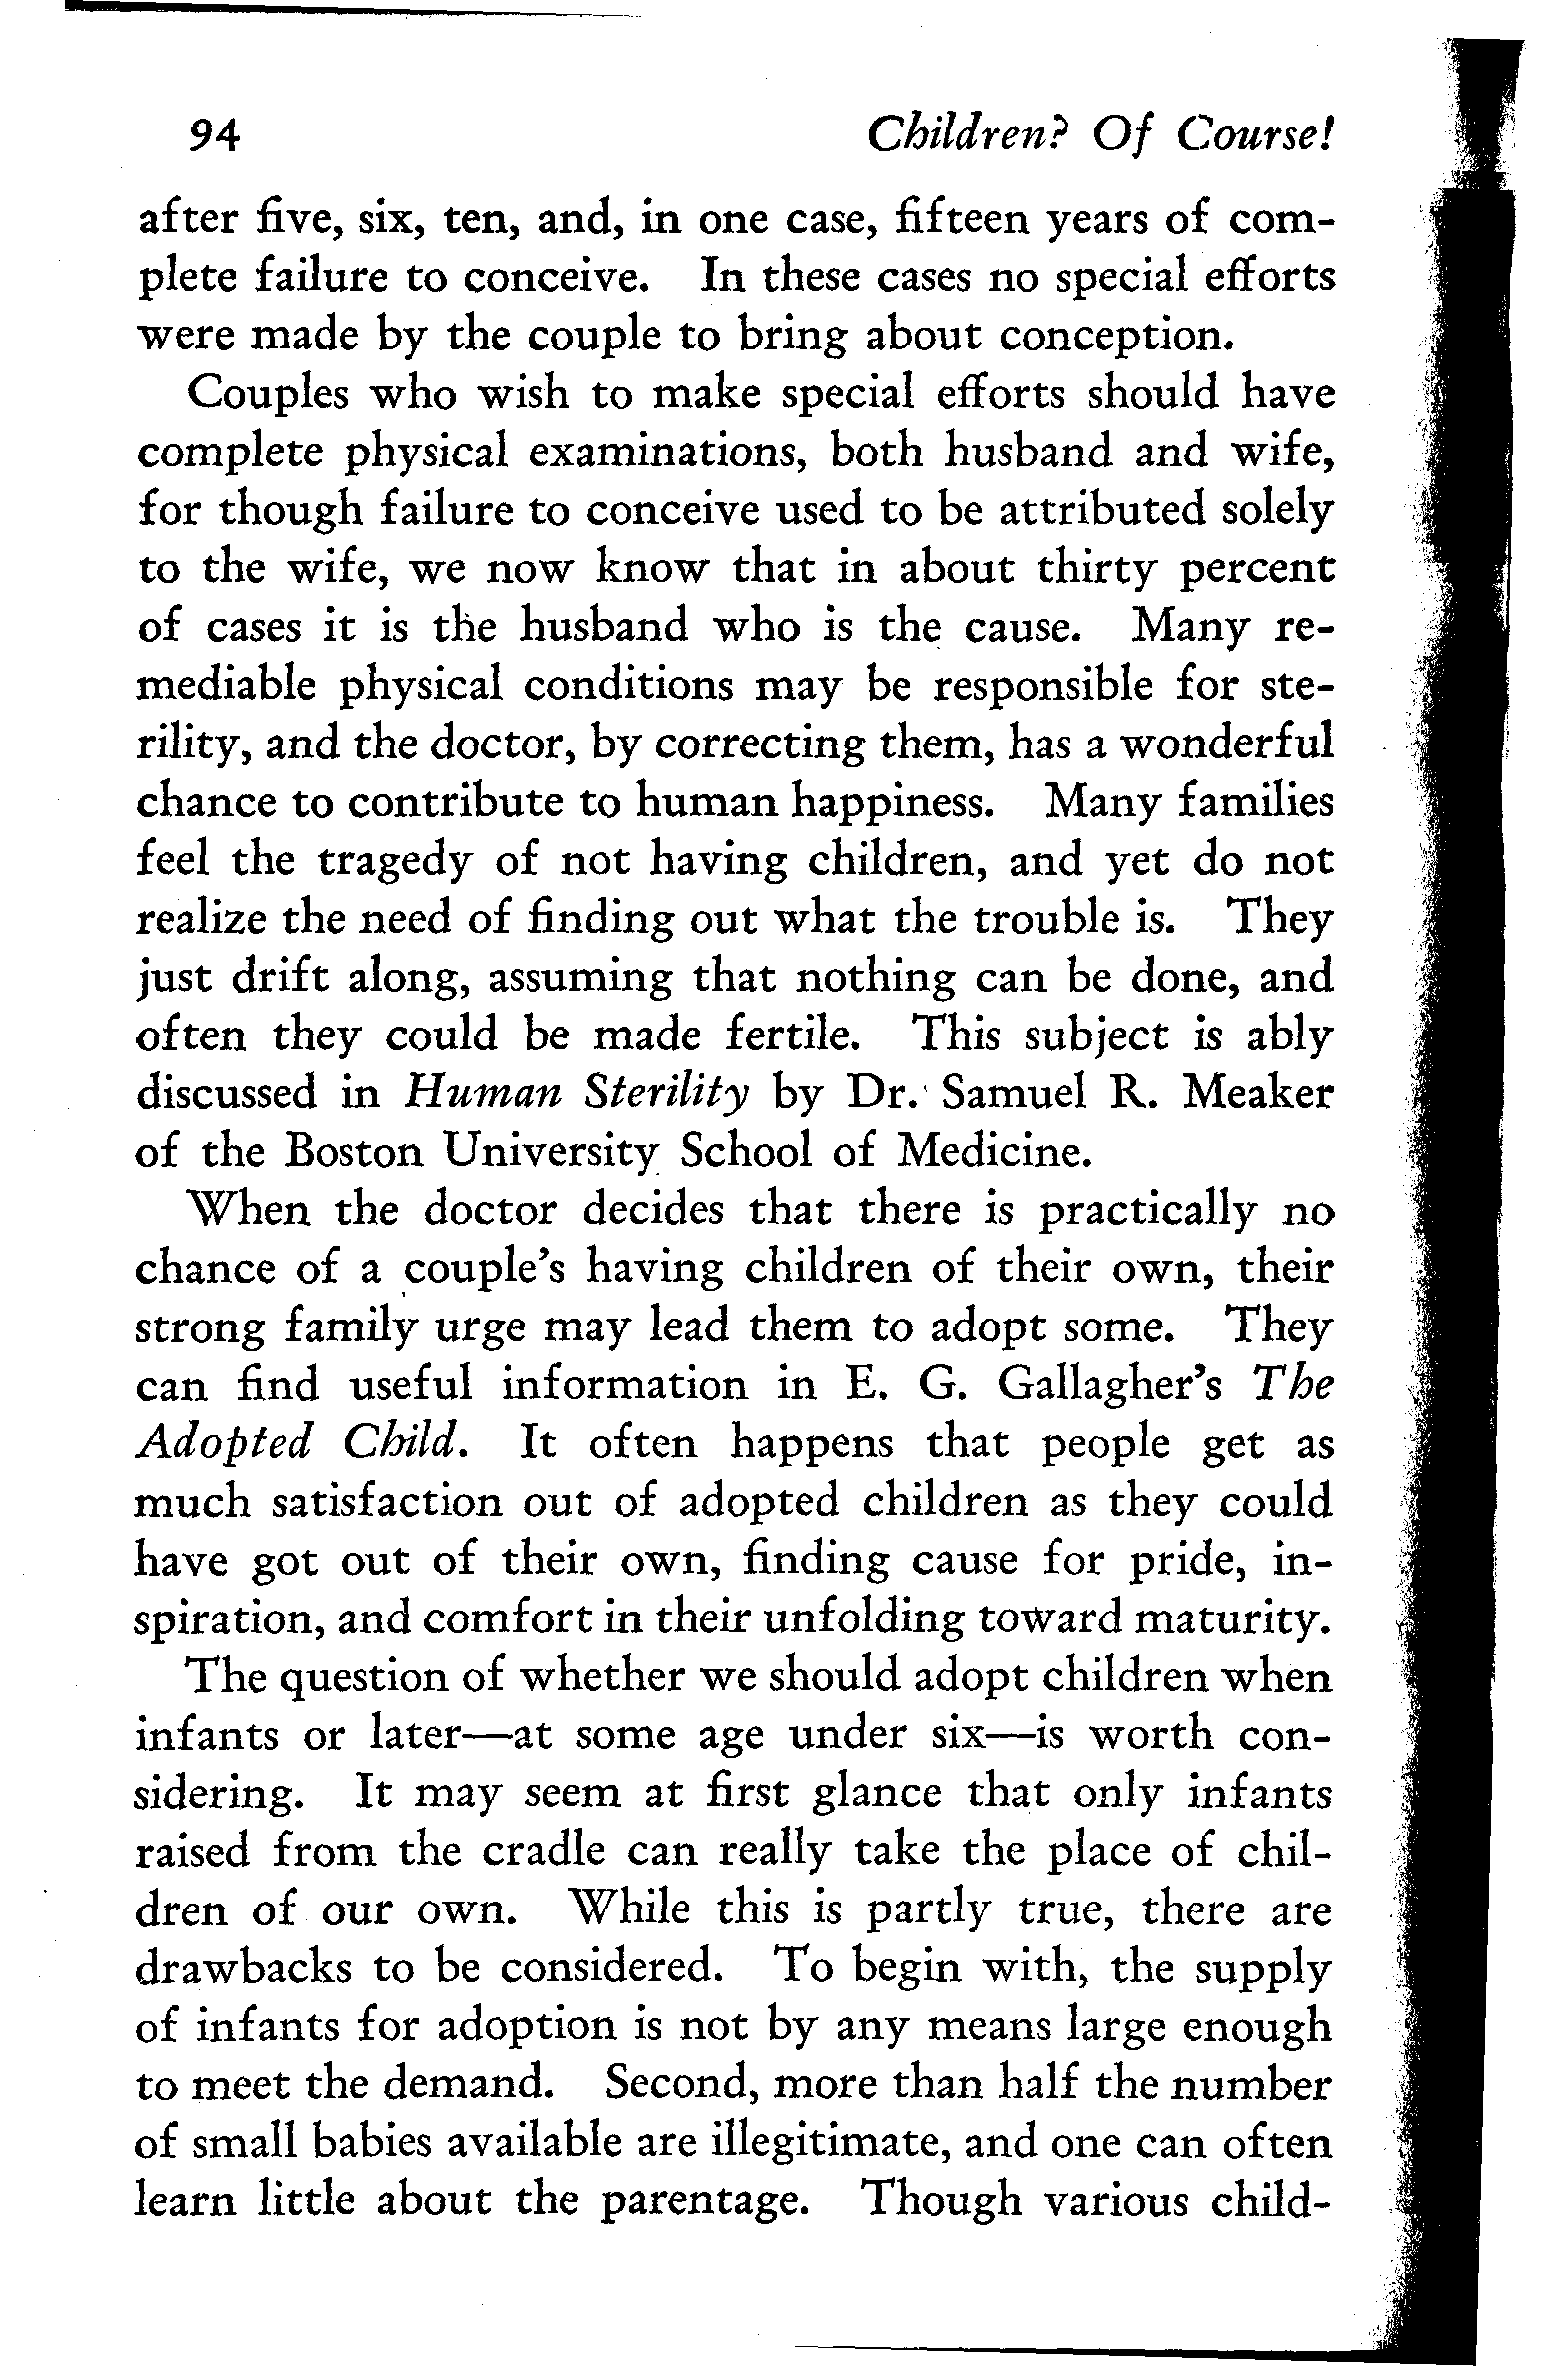 94 Children? Of Course!
after five, six, ten, and, in one case, fifteen years of com-
plete failure to conceive. In these cases no special efforts
were made by the couple to bring about conception.
Couples who wish to make special efforts should have
complete physical examinations, both husband and wife,
for though failure to conceive used to be attributed solely
to the wife, we now know that in about thirty percent
of cases it is the husband who is the cause. Many re-
mediable physical conditions may be responsible for ste-
rility, and the doctor, by correcting them, has a wonderful
chance to contribute to human happiness. Many families
feel the tragedy of not having children, and yet do not
realize the need of finding out what the trouble is. They
just drift along, assuming that nothing can be done, and
often they could be made fertile. This subject is ably
discussed in Human Sterility by Dr. Samuel R. Meaker
of the Boston University School of Medicine.
When the doctor decides that there is practically no
chance of a couple's having children of their own, their
strong family urge may lead them to adopt some. They
can find useful information in E. G. Gallagher's The
Adopted Child. It often happens that people get as
much satisfaction out of adopted children as they could
have got out of their own, finding cause for pride, in-
spiration, and comfort in their unfolding toward maturity.
The question of whether we should adopt children when
infants or later—at some age under six—is worth con-
sidering. It may seem at first glance that only infants
raised from the cradle can really take the place of chil-
dren of our own. While this is partly true, there are
drawbacks to be considered. To begin with, the supply
of infants for adoption is not by any means large enough
to meet the demand. Second, more than half the number
of small babies available are illegitimate, and one can often
learn little about the parentage. Though various child-